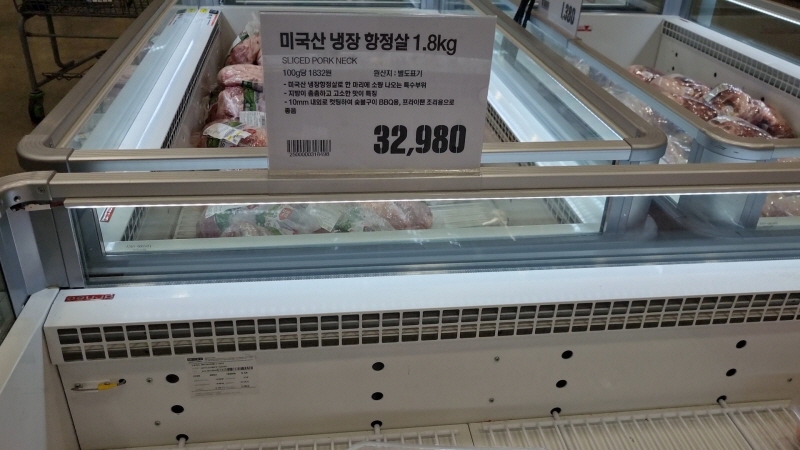 미국산 냉장 항정살 1.8kg
SLICED PORK NECK
100g당 1832원 원산지 : 별도표기
- 미국산 냉장항정살로 한 마리에 소량 나오는 특수부위
- 지방이 촘촘하고 고소한 맛이 특징
- 10mm 내외로 컷팅하여 숯불구이 BBQ용, 프라이팬 조리용으로
좋음
32,980